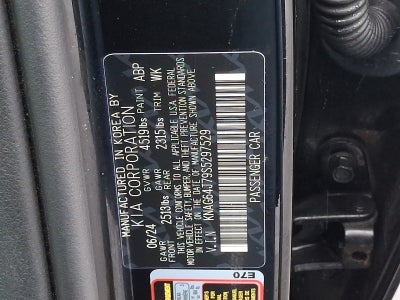 MANUFACTURED IN KOREA BY
KIA CORPORATION
06/24 GVWR 4519lbs PAINT ABP
GAWR FRONT 2513lbs GAWR REAR 2315lbs TRIM WK
THIS VEHICLE CONFORMS TO ALL APPLICABLE U.S.A FEDERAL
MOTOR VEHICLE SAFETY, BUMPER, AND THEFT PREVENTION STANDARDS
IN EFFECT ON THE DATE OF MANUFACTURE SHOWN ABOVE.
V.I.N KNAG64J79S5297529
PASSENGER CAR
E70